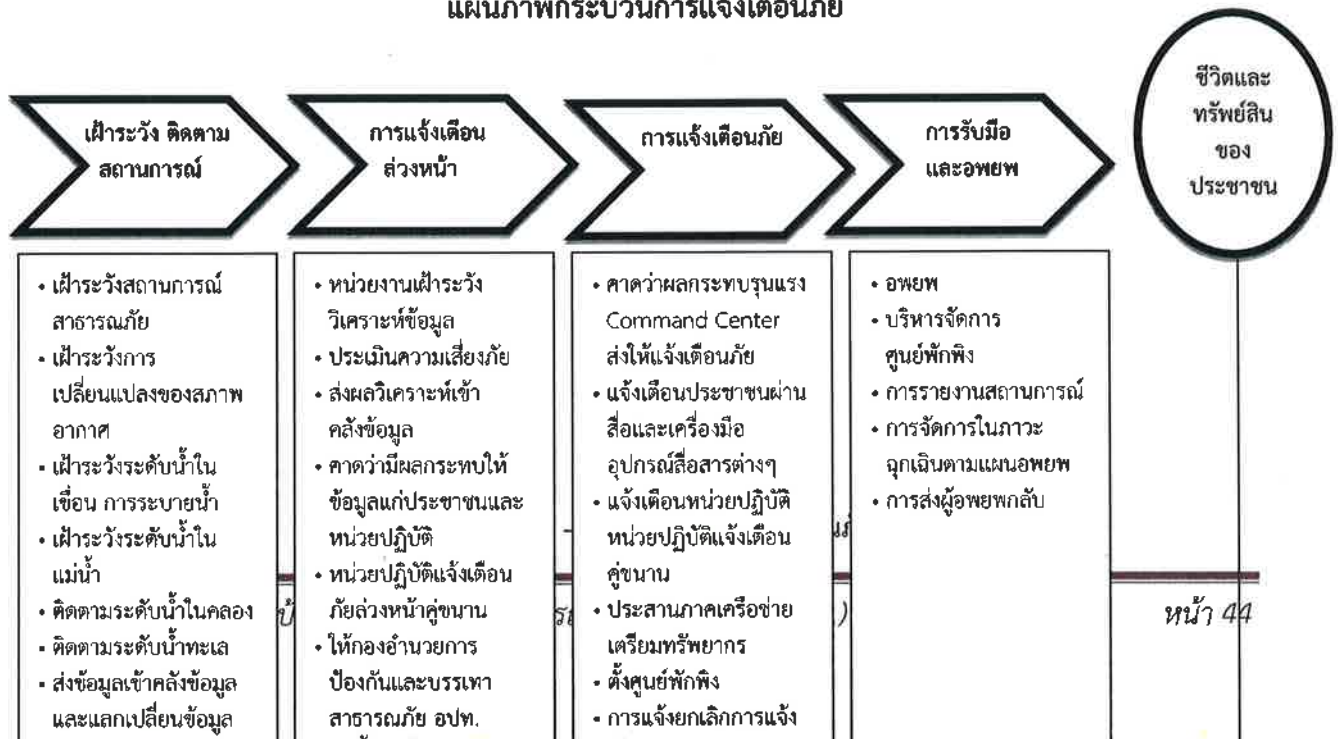 แผนภาพกระบวนการแจ้งเตือนภัย
เฝ้าระวัง ติดตาม
สถานการณ์
การแจ้งเตือน
ล่วงหน้า
การแจ้งเตือนภัย
การรับมือ
และอพยพ
ชีวิตและ
ทรัพย์สิน
ของ
ประชาชน
• เฝ้าระวังสถานการณ์
สาธารณภัย
• เฝ้าระวังการ
เปลี่ยนแปลงของสภาพ
อากาศ
• เฝ้าระวังระดับน้ำใน
เขื่อน การระบายน้ำ
• เฝ้าระวังระดับน้ำใน
แม่น้ำ
• ติดตามระดับน้ำในคลอง
• ติดตามระดับน้ำทะเล
• ส่งข้อมูลเข้าคลังข้อมูล
และแลกเปลี่ยนข้อมูล
• หน่วยงานเฝ้าระวัง
วิเคราะห์ข้อมูล
• ประเมินความเสี่ยงภัย
• ส่งผลวิเคราะห์เข้า
คลังข้อมูล
• คาดว่ามีผลกระทบให้
ข้อมูลแก่ประชาชนและ
หน่วยปฏิบัติ
• หน่วยปฏิบัติแจ้งเตือน
ภัยล่วงหน้าคู่ขนาน
• ให้กองอำนวยการ
ป้องกันและบรรเทา
สาธารณภัย อปท.
• คาดว่าผลกระทบรุนแรง
Command Center
ส่งให้แจ้งเตือนภัย
• แจ้งเตือนประชาชนผ่าน
สื่อและเครื่องมือ
อุปกรณ์สื่อสารต่างๆ
• แจ้งเตือนหน่วยปฏิบัติ
หน่วยปฏิบัติแจ้งเตือน
คู่ขนาน
• ประสานภาคเครือข่าย
เตรียมทรัพยากร
• ตั้งศูนย์พักพิง
• การแจ้งยกเลิกการแจ้ง
• อพยพ
• บริหารจัดการ
ศูนย์พักพิง
• การรายงานสถานการณ์
• การจัดการในภาวะ
ฉุกเฉินตามแผนอพยพ
• การส่งผู้อพยพกลับ
หน้า 44